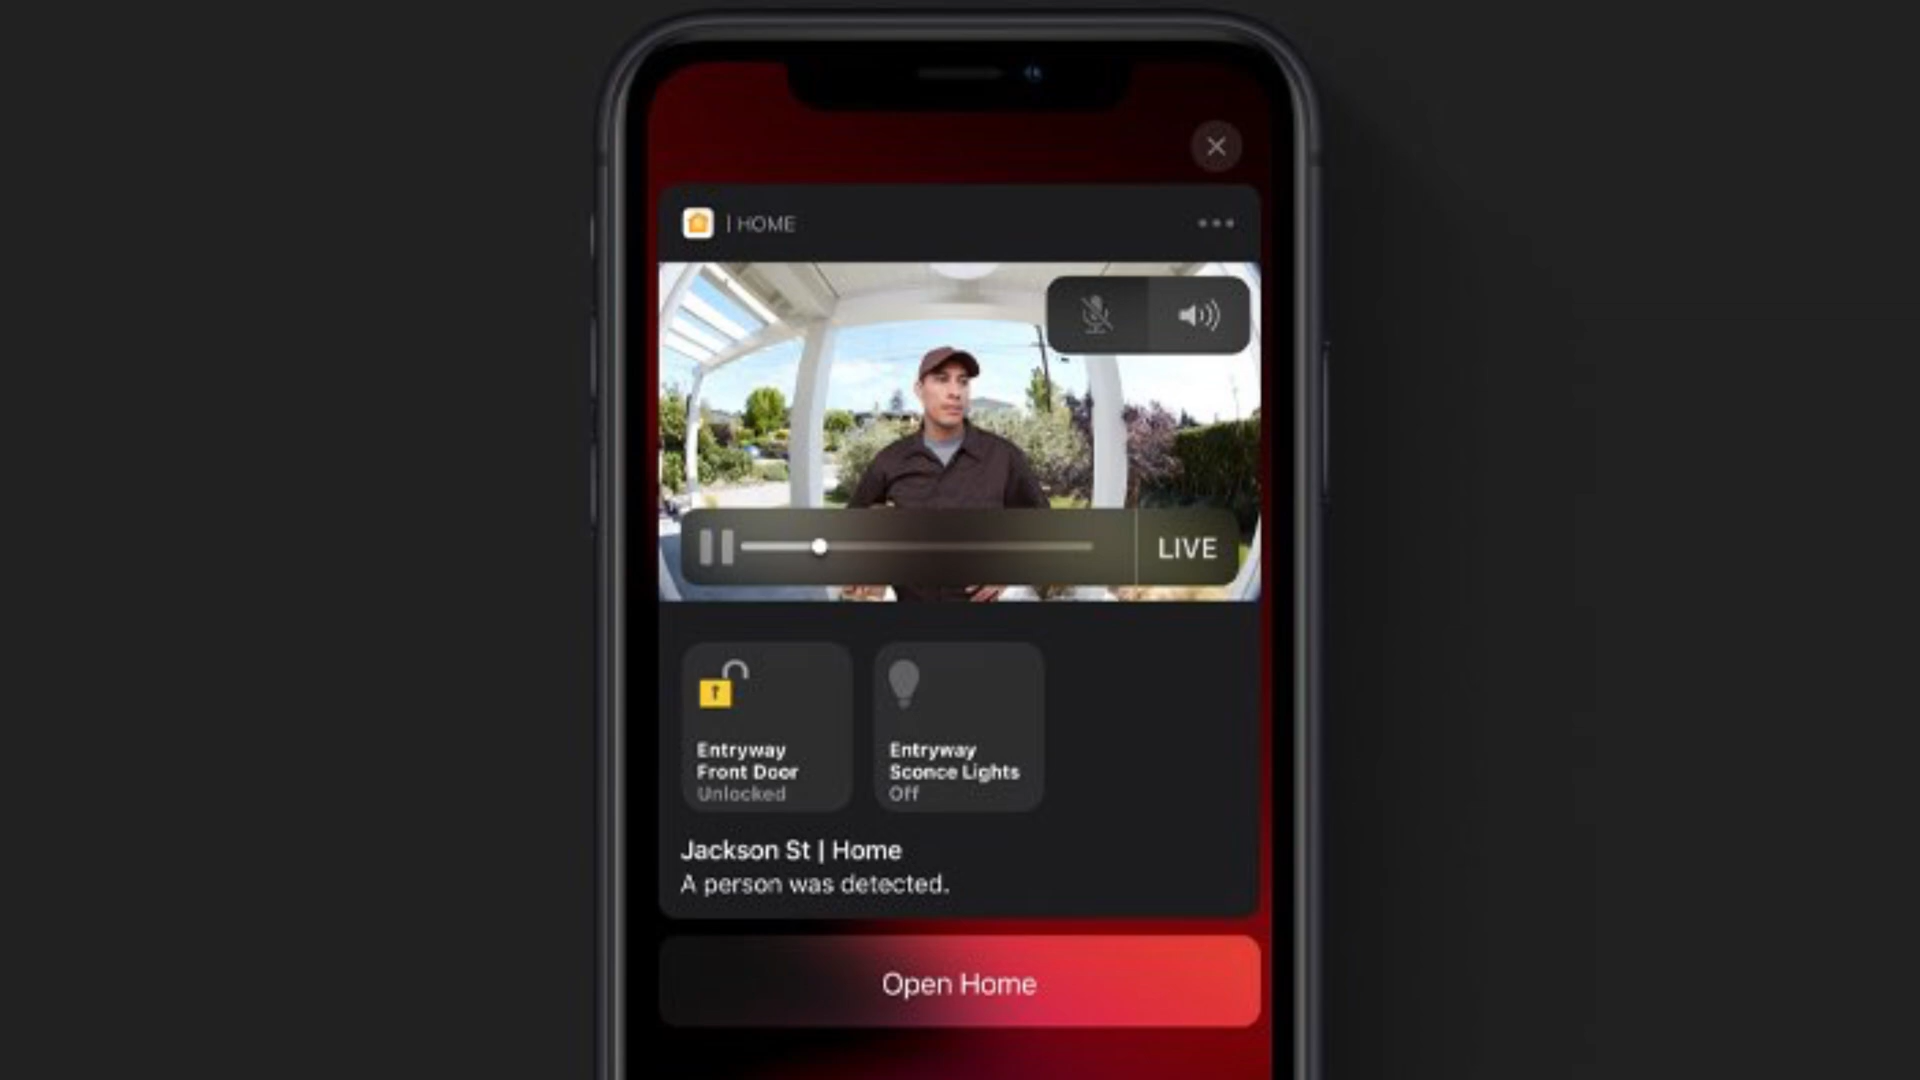 | HOME
LIVE
Entryway
Front Door
Unlocked
Entryway
Sconce Lights
Off
Jackson St | Home
A person was detected.
Open Home